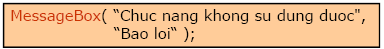 MessageBox( “Chuc nang khong su dung duoc",
“Bao loi“ );